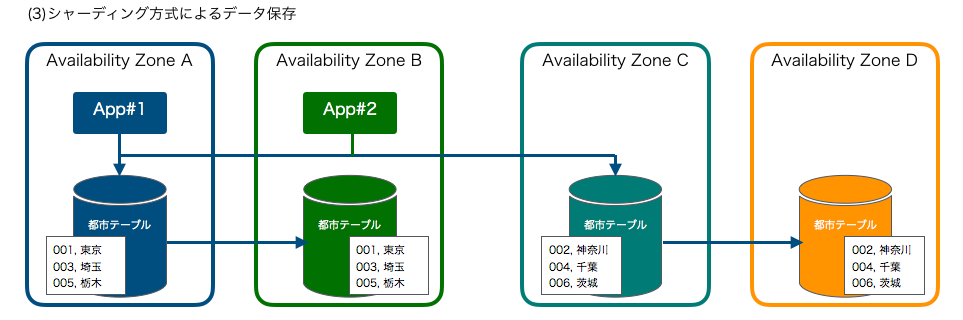 (3)シャーディング方式によるデータ保存
Availability Zone A
Availability Zone B
Availability Zone C
Availability Zone D
App#1
App#2
都市テーブル
都市テーブル
都市テーブル
都市テーブル
001, 東京
003, 埼玉
005, 栃木
001, 東京
003, 埼玉
005, 栃木
002, 神奈川
004, 千葉
006, 茨城
002, 神奈川
004, 千葉
006, 茨城